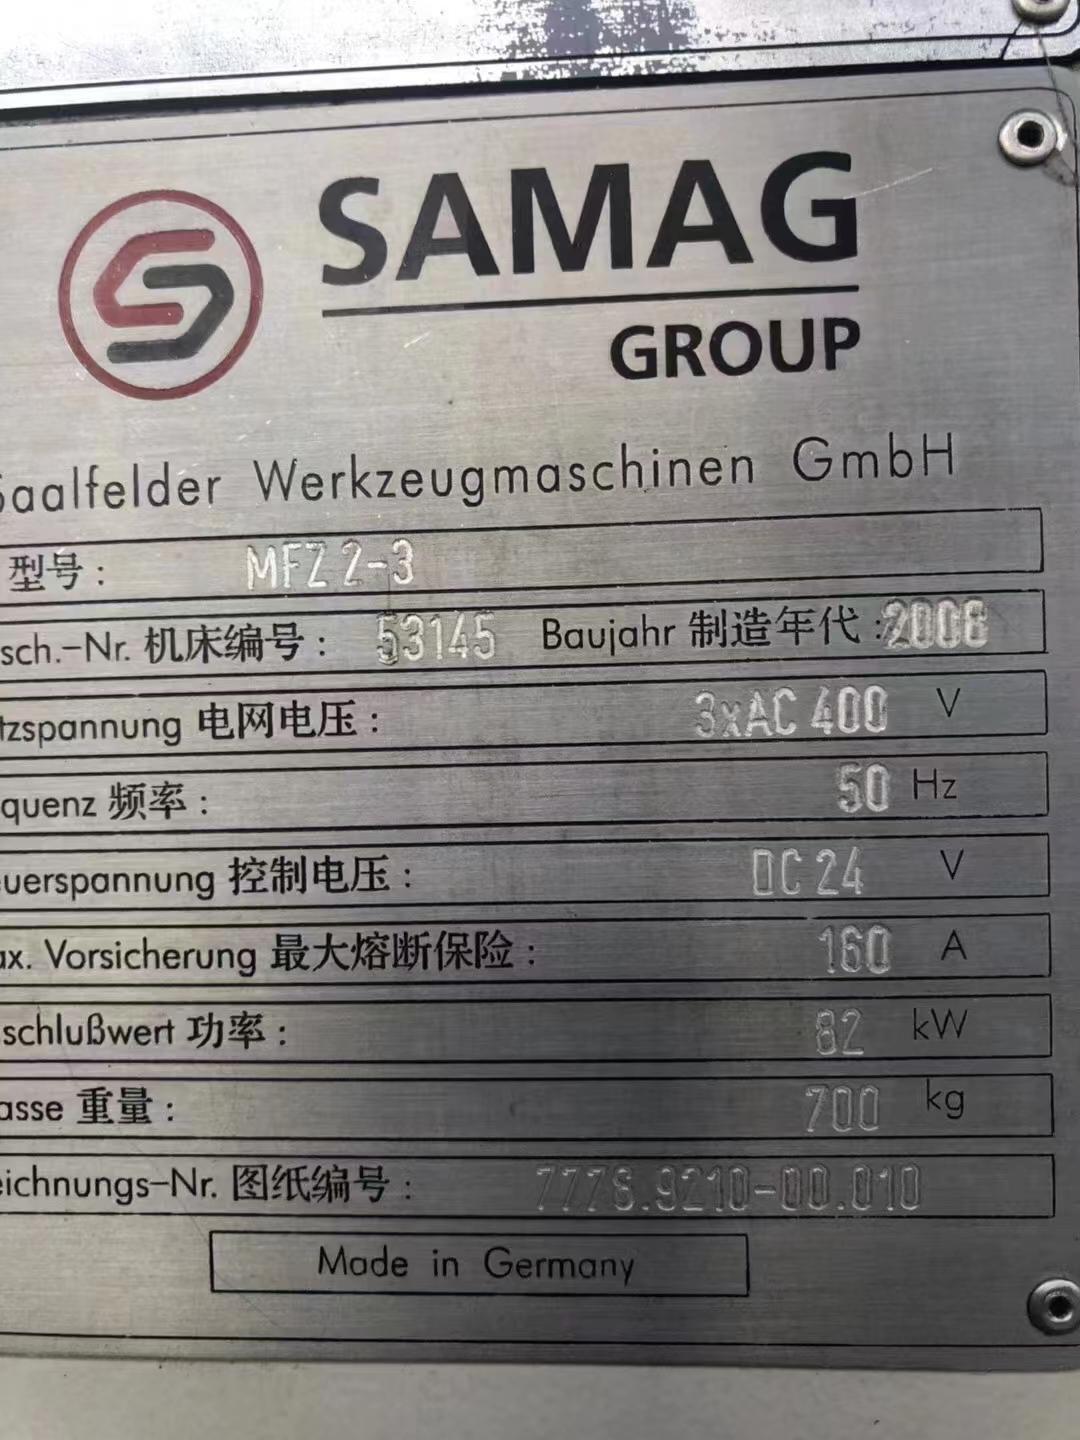 SAMAG
GROUP
Saalfelder Werkzeugmaschinen GmbH
型号: MFZ 2-3
sch.-Nr. 机床编号: 53145 Baujahr 制造年代: 2008
tzspannung 电网电压: 3xAC 400 V
quenz 频率: 50 Hz
euerspannung 控制电压: DC 24 V
ax. Vorsicherung 最大熔断保险: 160 A
schlußwert 功率: 82 kW
asse 重量: 700 kg
eichnungs-Nr. 图纸编号: 7776.9210-00.010
Made in Germany